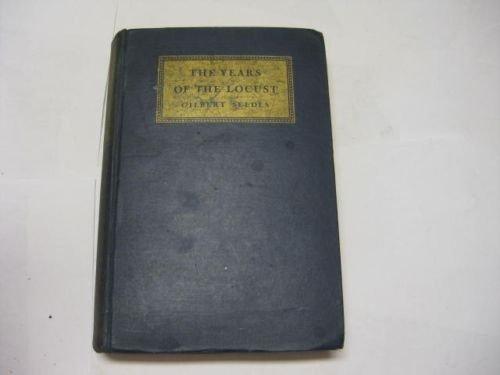 THE YEARS
OF THE LOCUST
GILBERT SELDES